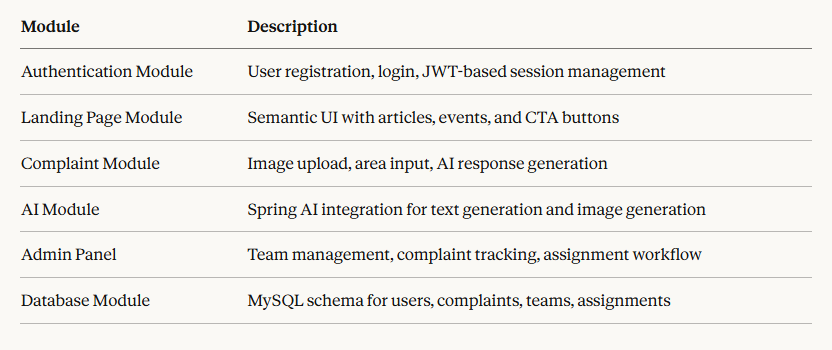 Module Description
Authentication Module User registration, login, JWT-based session management
Landing Page Module Semantic UI with articles, events, and CTA buttons
Complaint Module Image upload, area input, AI response generation
AI Module Spring AI integration for text generation and image generation
Admin Panel Team management, complaint tracking, assignment workflow
Database Module MySQL schema for users, complaints, teams, assignments